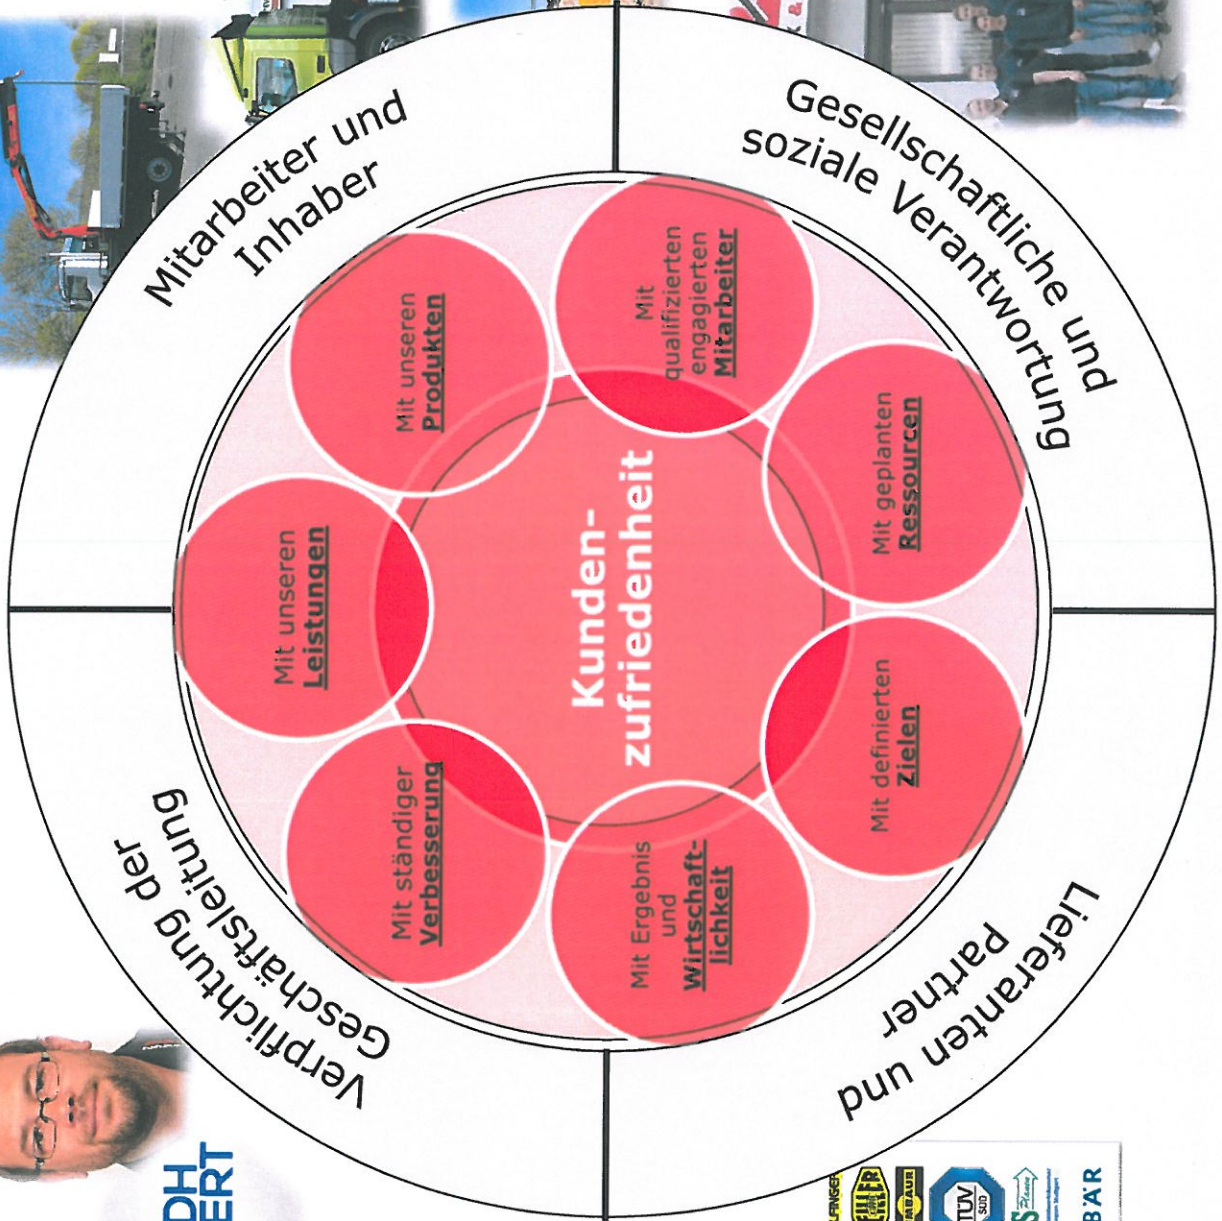 Verpflichtung der
Geschäftsleitung
Mitarbeiter und
Inhaber
Gesellschaftliche und
soziale Verantwortung
Lieferanten und
Partner
Kunden-
zufriedenheit
Mit unseren
Leistungen
Mit unseren
Produkten
Mit
qualifizierten
engagierten
Mitarbeiter
Mit geplanten
Ressourcen
Mit definierten
Zielen
Mit Ergebnis
und
Wirtschaft-
lichkeit
Mit ständiger
Verbesserung
DH
ERT
TÜV
SÜD
BÄR